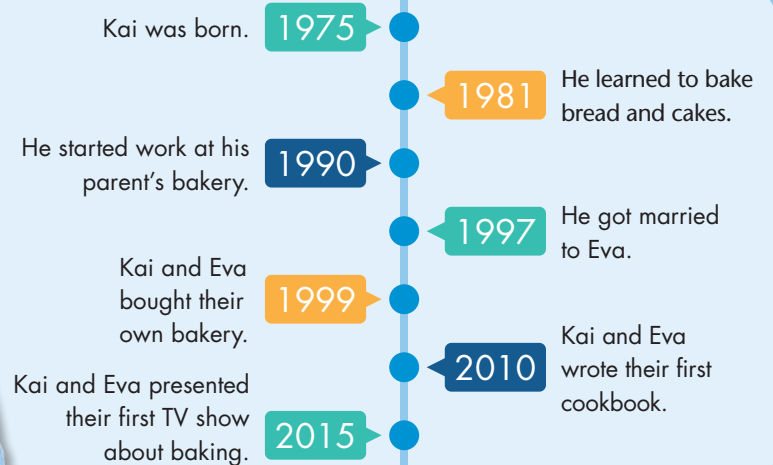 Kai was born.
1975
1981
He learned to bake
bread and cakes.
He started work at his
parent's bakery.
1990
1997
He got married
to Eva.
Kai and Eva
bought their
own bakery.
1999
2010
Kai and Eva
wrote their first
cookbook.
Kai and Eva presented
their first TV show
about baking.
2015